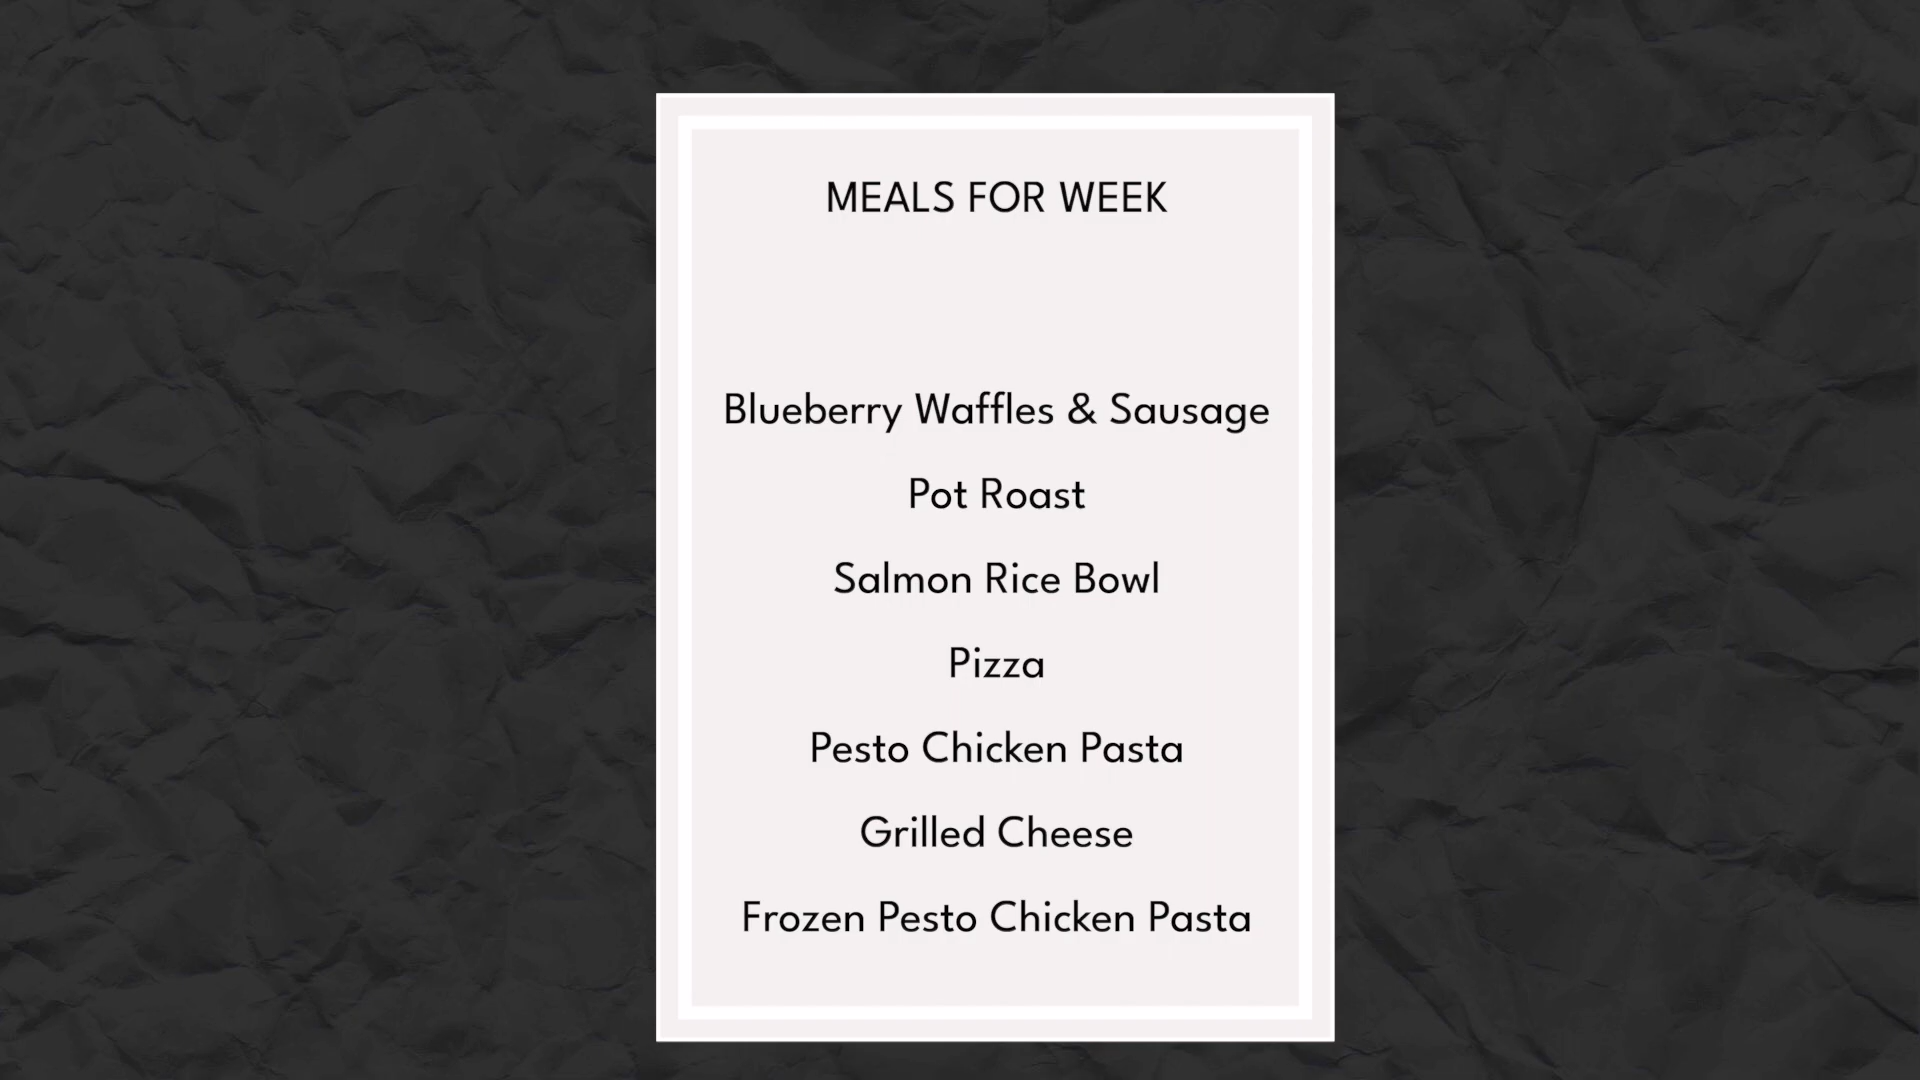 MEALS FOR WEEK
Blueberry Waffles & Sausage
Pot Roast
Salmon Rice Bowl
Pizza
Pesto Chicken Pasta
Grilled Cheese
Frozen Pesto Chicken Pasta